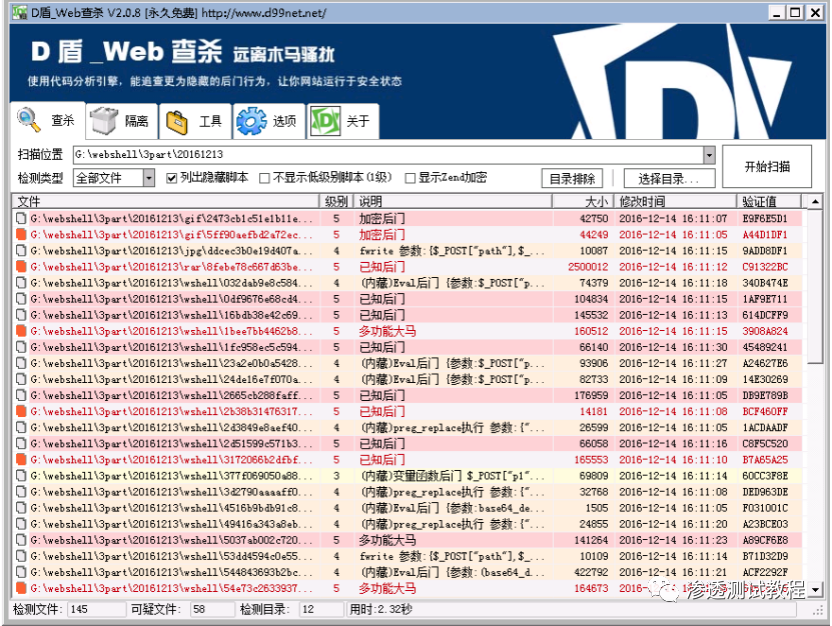 D盾_Web查杀 V2.0.8 [永久免费] http://www.d99net.net/
D 盾 _Web 查杀 远离木马骚扰
使用代码分析引擎，能追查更为隐藏的后门行为，让你网站运行于安全状态
查杀 隔离 工具 选项 关于
扫描位置 G:\webshell\3part\20161213 开始扫描
检测类型 全部文件 列出隐藏脚本 不显示低级别脚本(1级) 显示Zend加密 目录排除 选择目录...
文件 级别 说明 大小 修改时间 验证值
G:\webshell\3part\20161213\gif\2473cb1c51e1b11e... 5 加密后门 42750 2016-12-14 16:11:07 E9F6E5D1
G:\webshell\3part\20161213\gif\5ff90aefbd2a72ec... 5 加密后门 44249 2016-12-14 16:11:05 A44D1DF1
G:\webshell\3part\20161213\jpg\ddcec3b0e19d407a... 4 fwrite 参数:{$_POST["path"],$_... 10087 2016-12-14 16:11:15 9ADD8DF1
G:\webshell\3part\20161213\rar\8febe78c667d63be... 5 已知后门 2500012 2016-12-14 16:11:12 C91322BC
G:\webshell\3part\20161213\wshell\032dab9e8c584... 4 (内藏)Eval后门 {参数:$_POST["p... 74379 2016-12-14 16:11:18 340B474E
G:\webshell\3part\20161213\wshell\0df9676e68cd4... 5 已知后门 104834 2016-12-14 16:11:15 1AF9E711
G:\webshell\3part\20161213\wshell\16bdb38e42c69... 5 已知后门 145532 2016-12-14 16:11:13 614DCFF9
G:\webshell\3part\20161213\wshell\1bee7bb4462b8... 5 多功能大马 160512 2016-12-14 16:11:15 3908A824
G:\webshell\3part\20161213\wshell\1fc958ec5c594... 5 已知后门 66140 2016-12-14 16:11:30 45489241
G:\webshell\3part\20161213\wshell\23a2e0b0a5428... 4 (内藏)Eval后门 {参数:$_POST["p... 93906 2016-12-14 16:11:27 A24627E6
G:\webshell\3part\20161213\wshell\24de16e7f070a... 4 (内藏)Eval后门 {参数:$_POST["p... 82733 2016-12-14 16:11:09 14E30269
G:\webshell\3part\20161213\wshell\2665cb288faff... 5 已知后门 176959 2016-12-14 16:11:05 DB9E789B
G:\webshell\3part\20161213\wshell\2b38b31476317... 5 已知后门 14181 2016-12-14 16:11:08 BCF460FF
G:\webshell\3part\20161213\wshell\2d3849e8aef40... 4 (内藏)preg_replace执行 参数:{"... 26599 2016-12-14 16:11:05 1ACDAADF
G:\webshell\3part\20161213\wshell\2d51599c571b3... 5 已知后门 66058 2016-12-14 16:11:16 C8F5C520
G:\webshell\3part\20161213\wshell\3172066b2dfbf... 5 已知后门 165553 2016-12-14 16:11:10 B7A65A25
G:\webshell\3part\20161213\wshell\377f069050a88... 3 (内藏)变量函数后门 $_POST["p1"... 69809 2016-12-14 16:11:14 60CC3F8E
G:\webshell\3part\20161213\wshell\3d2790aaaaff0... 4 (内藏)preg_replace执行 参数:{"... 32768 2016-12-14 16:11:08 DED963DE
G:\webshell\3part\20161213\wshell\4516b9bdb91c8... 4 (内藏)Eval后门 {参数:base64_de... 1505 2016-12-14 16:11:05 F031001C
G:\webshell\3part\20161213\wshell\49416a343a8eb... 4 (内藏)preg_replace执行 参数:{"... 24855 2016-12-14 16:11:20 A23BCE03
G:\webshell\3part\20161213\wshell\5037ab002c720... 5 多功能大马 141264 2016-12-14 16:11:23 A89CF6E8
G:\webshell\3part\20161213\wshell\53dd4594c0e55... 4 fwrite 参数:{$_POST["path"],$_... 10109 2016-12-14 16:11:14 B71D32D9
G:\webshell\3part\20161213\wshell\544843693b2bc... 4 (内藏)Eval后门 {参数:(base64_d... 422792 2016-12-14 16:11:21 ACF2292F
G:\webshell\3part\20161213\wshell\54e73c2633937... 5 多功能大马 164673 2016-
渗透测试教程
检测文件: 145 可疑文件: 58 检测目录: 12 用时:2.32秒